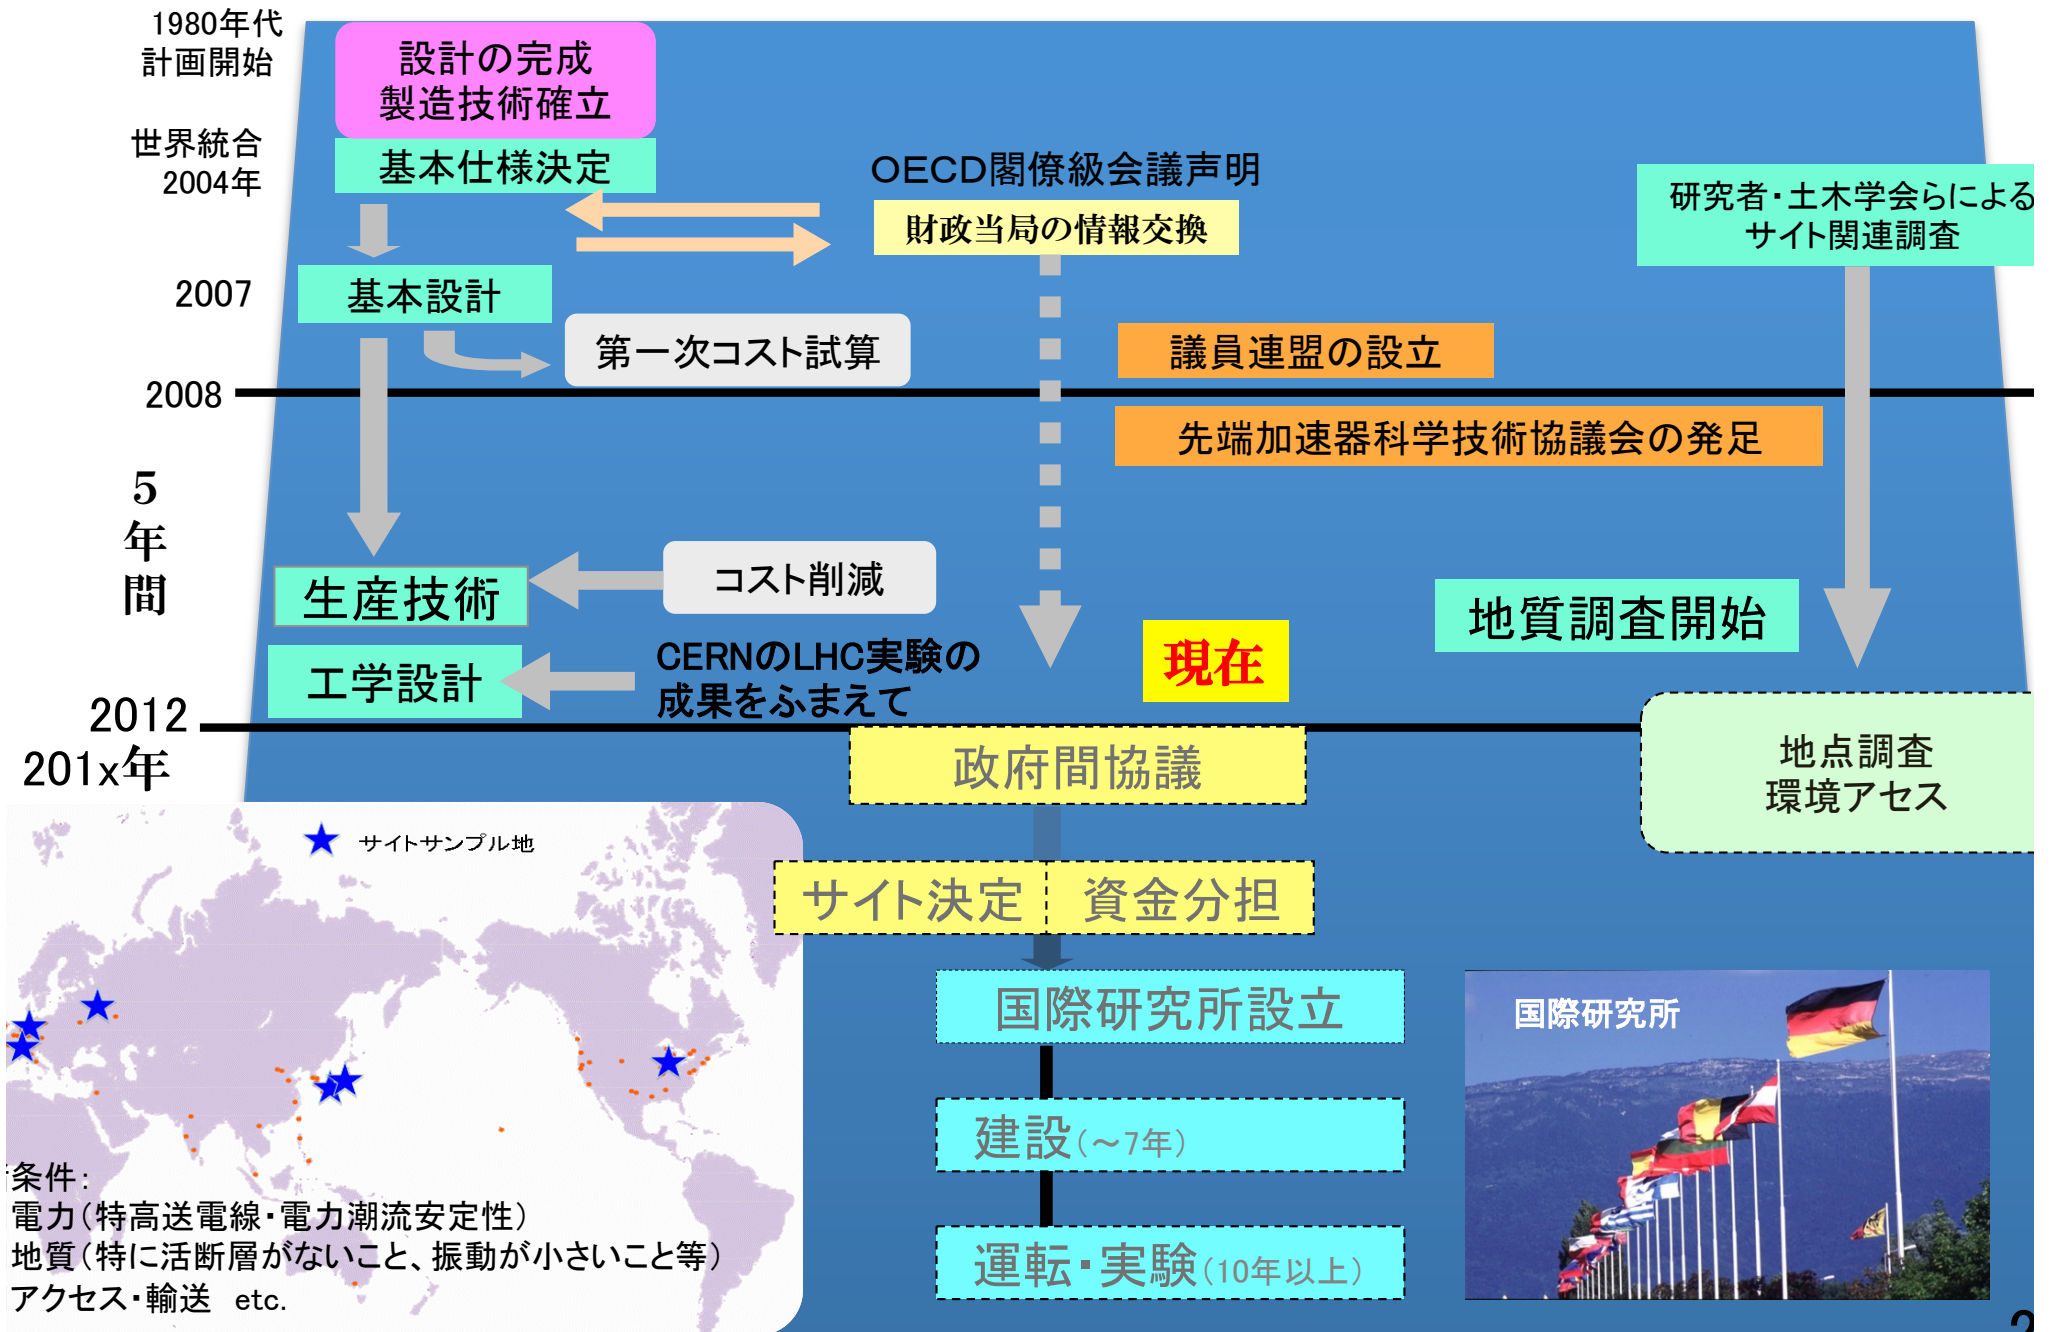 1980年代
計画開始
設計の完成
製造技術確立
世界統合
2004年
基本仕様決定
OECD閣僚級会議声明
財政当局の情報交換
研究者・土木学会らによる
サイト関連調査
2007
基本設計
第一次コスト試算
議員連盟の設立
2008
先端加速器科学技術協議会の発足
5
年
間
生産技術
コスト削減
地質調査開始
工学設計
CERNのLHC実験の
成果をふまえて
現在
2012
201x年
政府間協議
地点調査
環境アセス
サイトサンプル地
サイト決定
資金分担
国際研究所設立
国際研究所
建設(～7年)
条件:
電力(特高送電線・電力潮流安定性)
地質(特に活断層がないこと、振動が小さいこと等)
アクセス・輸送 etc.
運転・実験(10年以上)